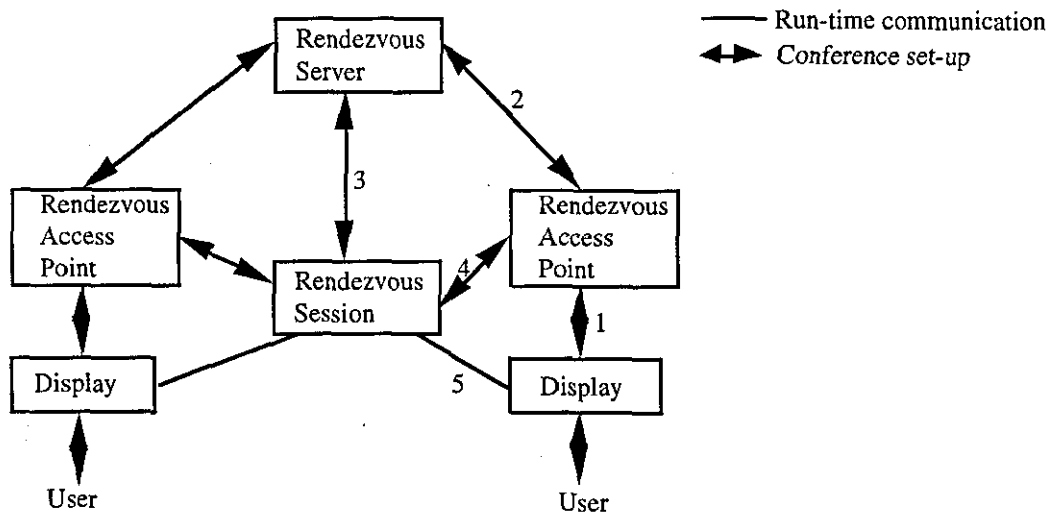 Run-time communication
Conference set-up
Rendezvous
Server
2
3
Rendezvous
Access
Point
Rendezvous
Access
Point
4
Rendezvous
Session
1
Display
5
Display
User
User